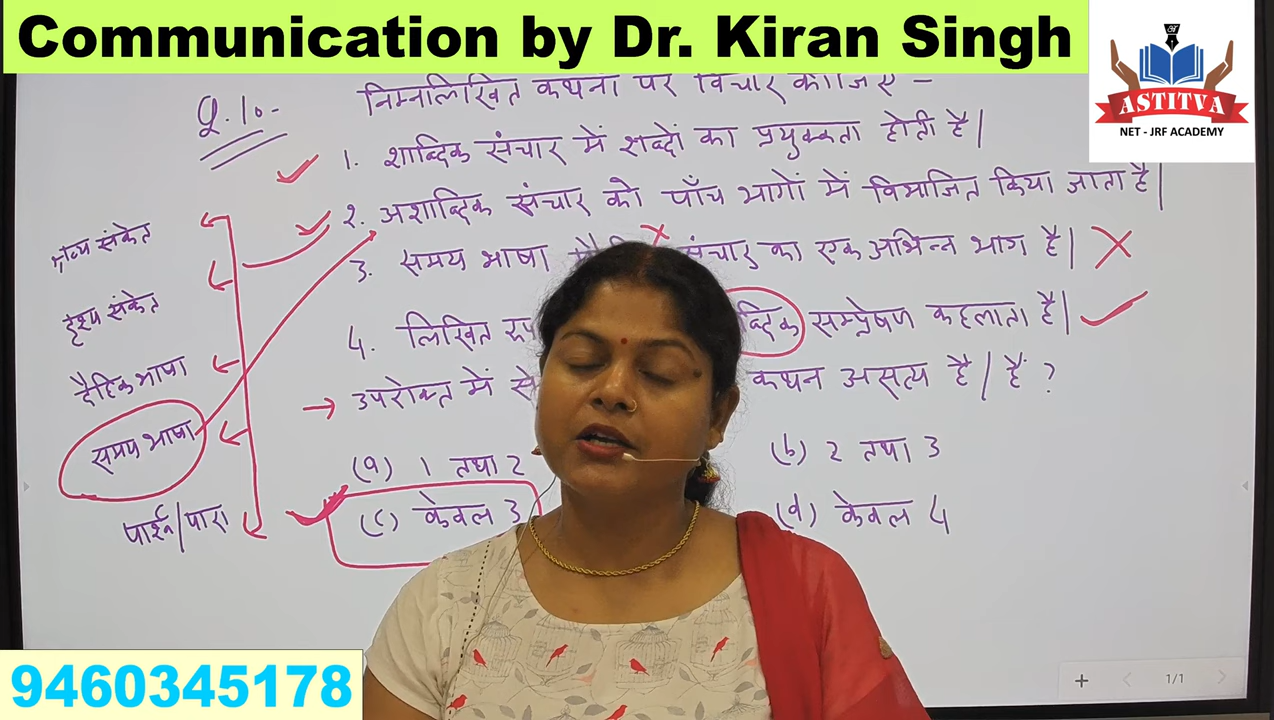 Communication by Dr. Kiran Singh
ASTITVA
NET - JRF ACADEMY
Q.10- निम्नलिखित कथनों पर विचार कीजिए -
1. शाब्दिक संचार में शब्दों का प्रयुक्तता होती है|
2. अशाब्दिक संचार को पाँच भागों में विभाजित किया जाता है|
3. समय भाषा संचार का एक अभिन्न भाग है|
4. लिखित सम्प्रेषण कहलाता है|
→ उपरोक्त में से कथन असत्य है / हैं ?
(a) 1 तथा 2
(b) 2 तथा 3
(c) केवल 3
(d) केवल 4
संकेत
दृश्य संकेत
दैहिक भाषा
समय भाषा
पार्श्व/पारा
9460345178
1/1